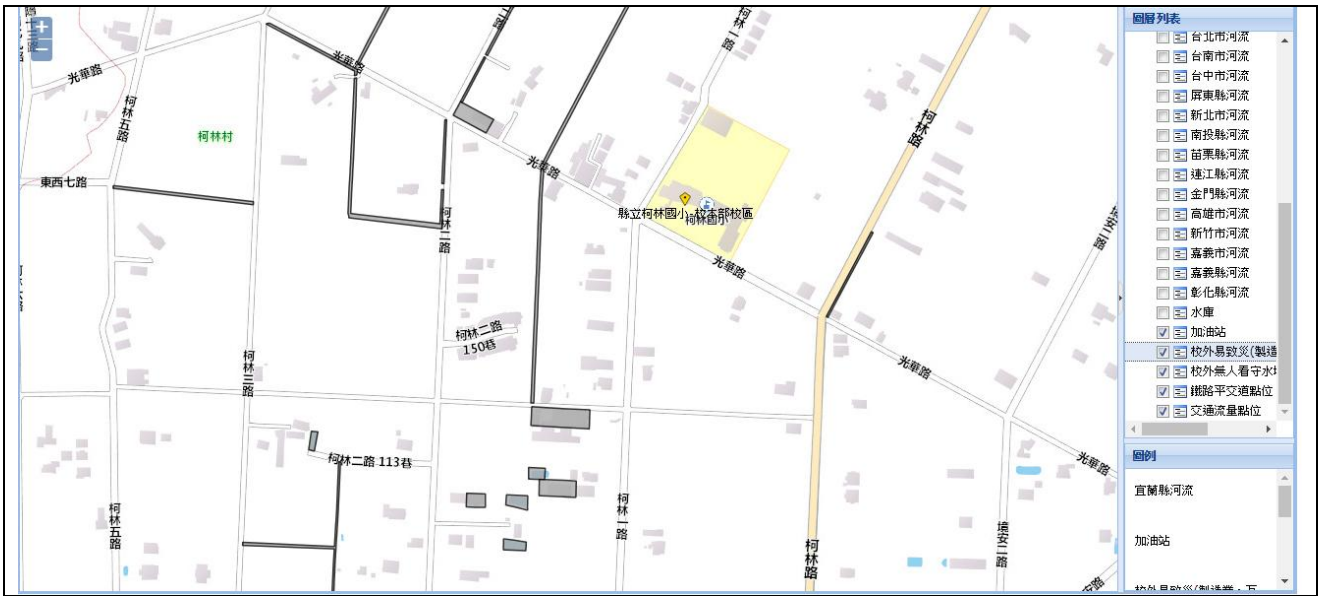 柯林一路
光華路
光華路
柯林五路
柯林路
柯林村
光華路
東西七路
縣立柯林國小-校本部校區
柯林國小
柯林二路
境安二路
光華路
柯林二路
150巷
柯林三路
光華路
柯林二路 113巷
光華路
柯林一路
柯林五路
柯林路
境安二路
圖層列表
台北市河流
台南市河流
台中市河流
屏東縣河流
新北市河流
南投縣河流
苗栗縣河流
連江縣河流
金門縣河流
高雄市河流
新竹市河流
嘉義市河流
嘉義縣河流
彰化縣河流
水庫
加油站
校外易致災(製造
校外無人看守水
鐵路平交道點位
交通流量點位
圖例
宜蘭縣河流
加油站